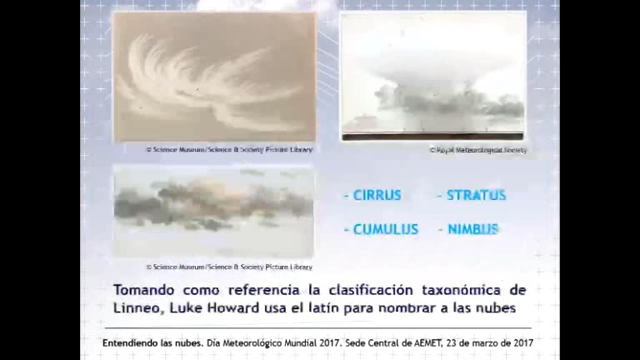 © Science Museum/Science & Society Picture Library
© Royal Meteorological Society
- CIRRUS - STRATUS
- CUMULUS - NIMBUS
© Science Museum/Science & Society Picture Library
Tomando como referencia la clasificación taxonómica de
Linneo, Luke Howard usa el latín para nombrar a las nubes
Entendiendo las nubes. Día Meteorológico Mundial 2017. Sede Central de AEMET, 23 de marzo de 2017